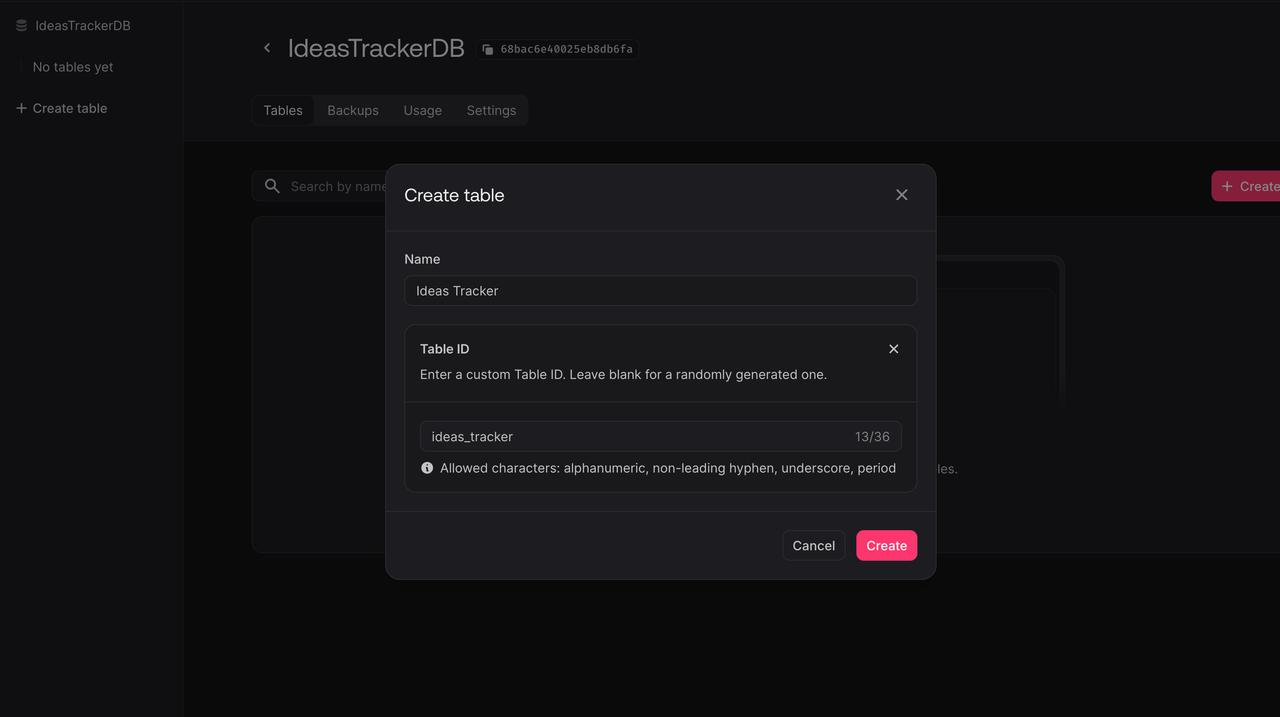 IdeasTrackerDB
No tables yet
Create table
IdeasTrackerDB 68bac6e40025eb8db6fa
Tables Backups Usage Settings
Search by name
Create
Create table
Name
Ideas Tracker
Table ID
Enter a custom Table ID. Leave blank for a randomly generated one.
ideas_tracker 13/36
Allowed characters: alphanumeric, non-leading hyphen, underscore, period
Cancel Create